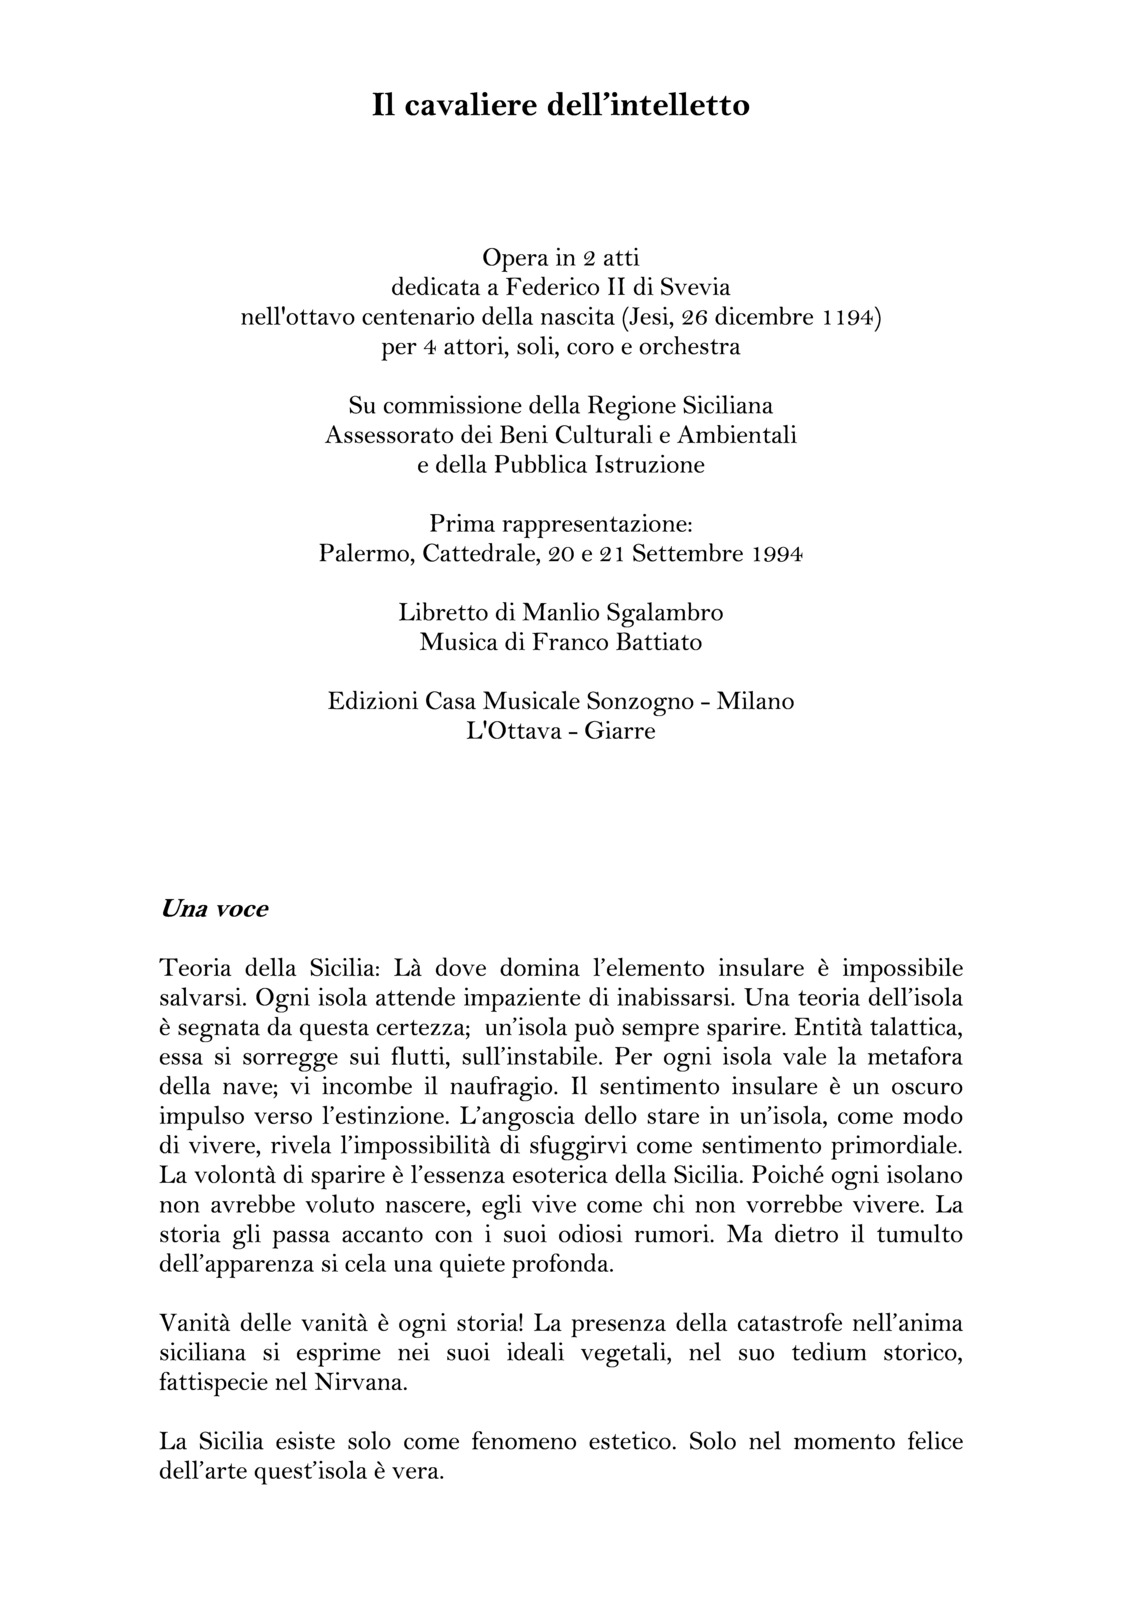 Il cavaliere dell’intelletto
Opera in 2 atti
dedicata a Federico II di Svevia
nell'ottavo centenario della nascita (Jesi, 26 dicembre 1194)
per 4 attori, soli, coro e orchestra
Su commissione della Regione Siciliana
Assessorato dei Beni Culturali e Ambientali
e della Pubblica Istruzione
Prima rappresentazione:
Palermo, Cattedrale, 20 e 21 Settembre 1994
Libretto di Manlio Sgalambro
Musica di Franco Battiato
Edizioni Casa Musicale Sonzogno - Milano
L'Ottava - Giarre
Una voce
Teoria della Sicilia: Là dove domina l’elemento insulare è impossibile
salvarsi. Ogni isola attende impaziente di inabissarsi. Una teoria dell’isola
è segnata da questa certezza;  un’isola può sempre sparire. Entità talattica,
essa si sorregge sui flutti, sull’instabile. Per ogni isola vale la metafora
della nave; vi incombe il naufragio. Il sentimento insulare è un oscuro
impulso verso l’estinzione. L’angoscia dello stare in un’isola, come modo
di vivere, rivela l’impossibilità di sfuggirvi come sentimento primordiale.
La volontà di sparire è l’essenza esoterica della Sicilia. Poiché ogni isolano
non avrebbe voluto nascere, egli vive come chi non vorrebbe vivere. La
storia gli passa accanto con i suoi odiosi rumori. Ma dietro il tumulto
dell’apparenza si cela una quiete profonda.
Vanità delle vanità è ogni storia! La presenza della catastrofe nell’anima
siciliana si esprime nei suoi ideali vegetali, nel suo tedium storico,
fattispecie nel Nirvana.
La Sicilia esiste solo come fenomeno estetico. Solo nel momento felice
dell’arte quest’isola è vera.